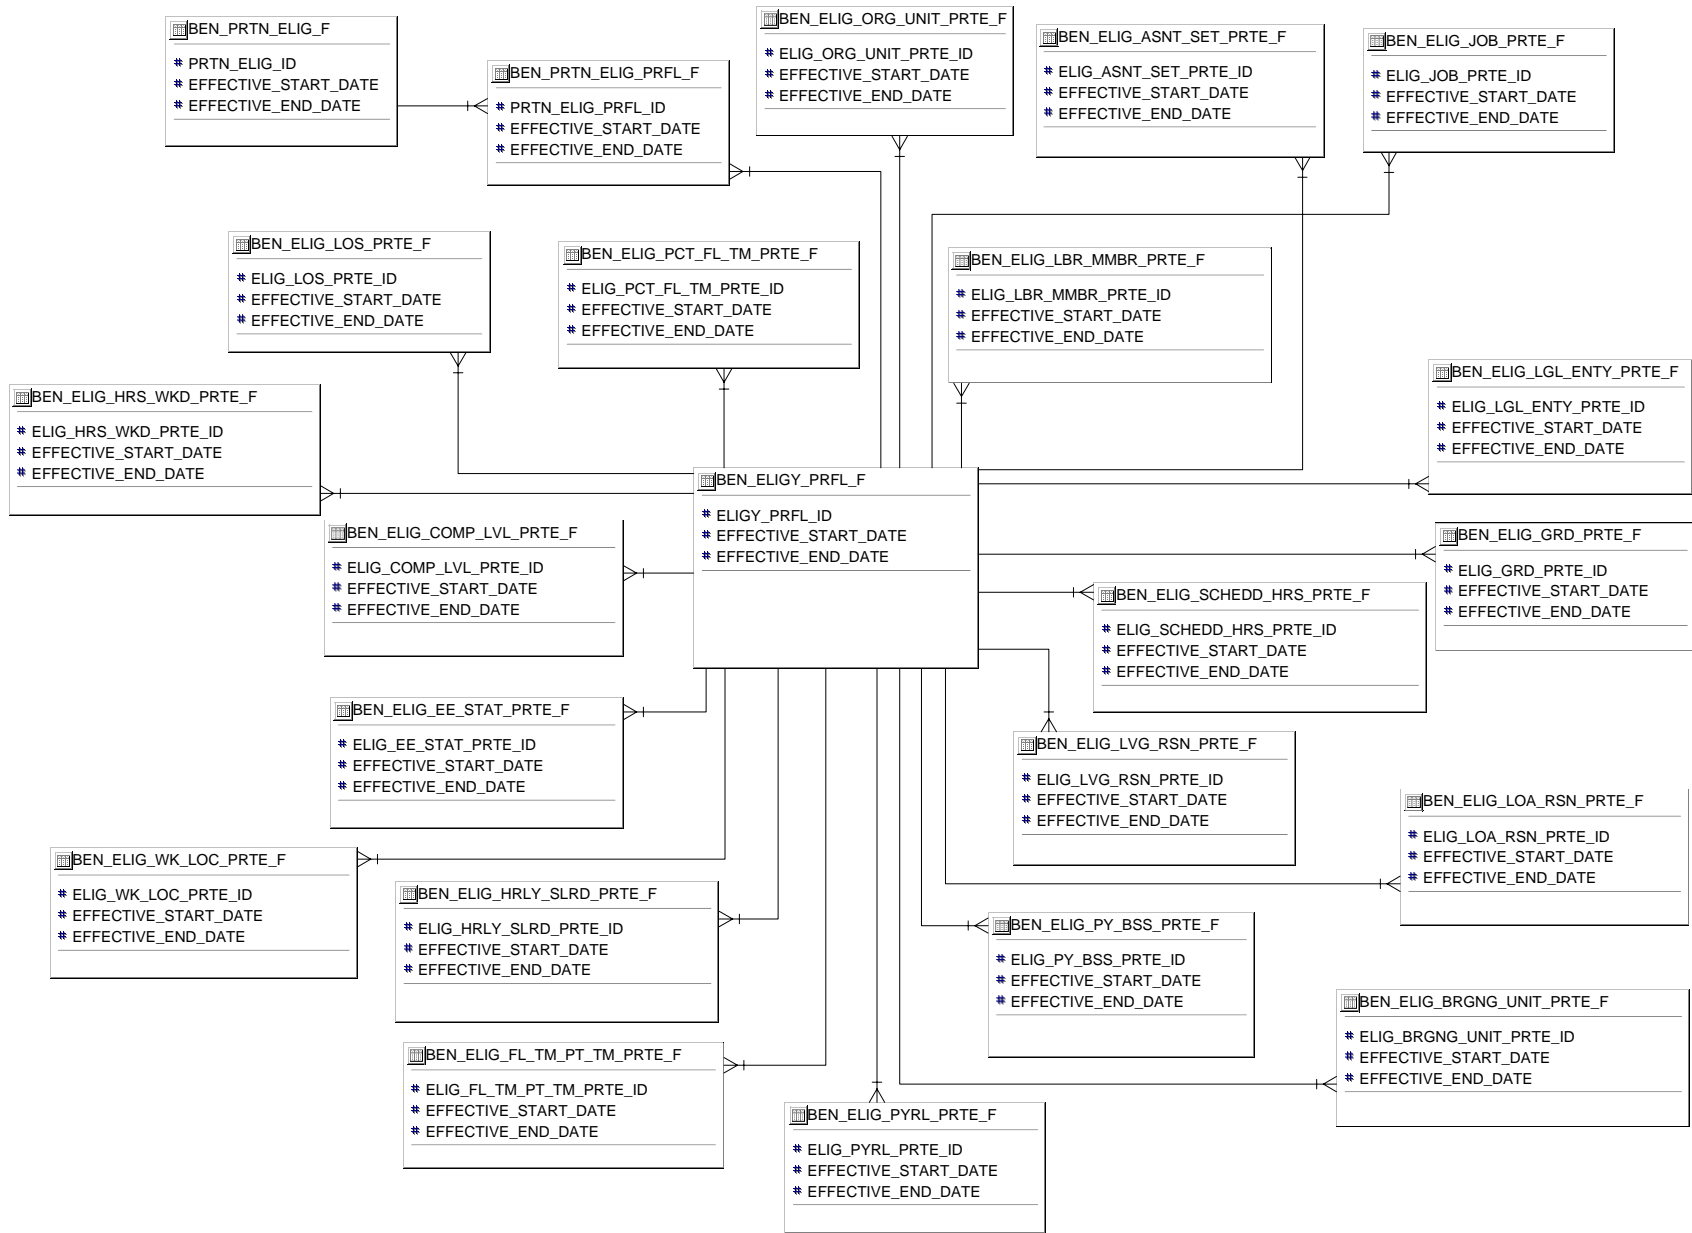 BEN_PRTN_ELIG_F
# PRTN_ELIG_ID
# EFFECTIVE_START_DATE
# EFFECTIVE_END_DATE
BEN_PRTN_ELIG_PRFL_F
# PRTN_ELIG_PRFL_ID
# EFFECTIVE_START_DATE
# EFFECTIVE_END_DATE
BEN_ELIG_ORG_UNIT_PRTE_F
# ELIG_ORG_UNIT_PRTE_ID
# EFFECTIVE_START_DATE
# EFFECTIVE_END_DATE
BEN_ELIG_ASNT_SET_PRTE_F
# ELIG_ASNT_SET_PRTE_ID
# EFFECTIVE_START_DATE
# EFFECTIVE_END_DATE
BEN_ELIG_JOB_PRTE_F
# ELIG_JOB_PRTE_ID
# EFFECTIVE_START_DATE
# EFFECTIVE_END_DATE
BEN_ELIG_LOS_PRTE_F
# ELIG_LOS_PRTE_ID
# EFFECTIVE_START_DATE
# EFFECTIVE_END_DATE
BEN_ELIG_PCT_FL_TM_PRTE_F
# ELIG_PCT_FL_TM_PRTE_ID
# EFFECTIVE_START_DATE
# EFFECTIVE_END_DATE
BEN_ELIG_LBR_MMBR_PRTE_F
# ELIG_LBR_MMBR_PRTE_ID
# EFFECTIVE_START_DATE
# EFFECTIVE_END_DATE
BEN_ELIG_HRS_WKD_PRTE_F
# ELIG_HRS_WKD_PRTE_ID
# EFFECTIVE_START_DATE
# EFFECTIVE_END_DATE
BEN_ELIG_LGL_ENTY_PRTE_F
# ELIG_LGL_ENTY_PRTE_ID
# EFFECTIVE_START_DATE
# EFFECTIVE_END_DATE
BEN_ELIGY_PRFL_F
# ELIGY_PRFL_ID
# EFFECTIVE_START_DATE
# EFFECTIVE_END_DATE
BEN_ELIG_COMP_LVL_PRTE_F
# ELIG_COMP_LVL_PRTE_ID
# EFFECTIVE_START_DATE
# EFFECTIVE_END_DATE
BEN_ELIG_GRD_PRTE_F
# ELIG_GRD_PRTE_ID
# EFFECTIVE_START_DATE
# EFFECTIVE_END_DATE
BEN_ELIG_SCHEDD_HRS_PRTE_F
# ELIG_SCHEDD_HRS_PRTE_ID
# EFFECTIVE_START_DATE
# EFFECTIVE_END_DATE
BEN_ELIG_EE_STAT_PRTE_F
# ELIG_EE_STAT_PRTE_ID
# EFFECTIVE_START_DATE
# EFFECTIVE_END_DATE
BEN_ELIG_LVG_RSN_PRTE_F
# ELIG_LVG_RSN_PRTE_ID
# EFFECTIVE_START_DATE
# EFFECTIVE_END_DATE
BEN_ELIG_LOA_RSN_PRTE_F
# ELIG_LOA_RSN_PRTE_ID
# EFFECTIVE_START_DATE
# EFFECTIVE_END_DATE
BEN_ELIG_WK_LOC_PRTE_F
# ELIG_WK_LOC_PRTE_ID
# EFFECTIVE_START_DATE
# EFFECTIVE_END_DATE
BEN_ELIG_HRLY_SLRD_PRTE_F
# ELIG_HRLY_SLRD_PRTE_ID
# EFFECTIVE_START_DATE
# EFFECTIVE_END_DATE
BEN_ELIG_PY_BSS_PRTE_F
# ELIG_PY_BSS_PRTE_ID
# EFFECTIVE_START_DATE
# EFFECTIVE_END_DATE
BEN_ELIG_BRGNG_UNIT_PRTE_F
# ELIG_BRGNG_UNIT_PRTE_ID
# EFFECTIVE_START_DATE
# EFFECTIVE_END_DATE
BEN_ELIG_FL_TM_PT_TM_PRTE_F
# ELIG_FL_TM_PT_TM_PRTE_ID
# EFFECTIVE_START_DATE
# EFFECTIVE_END_DATE
BEN_ELIG_PYRL_PRTE_F
# ELIG_PYRL_PRTE_ID
# EFFECTIVE_START_DATE
# EFFECTIVE_END_DATE